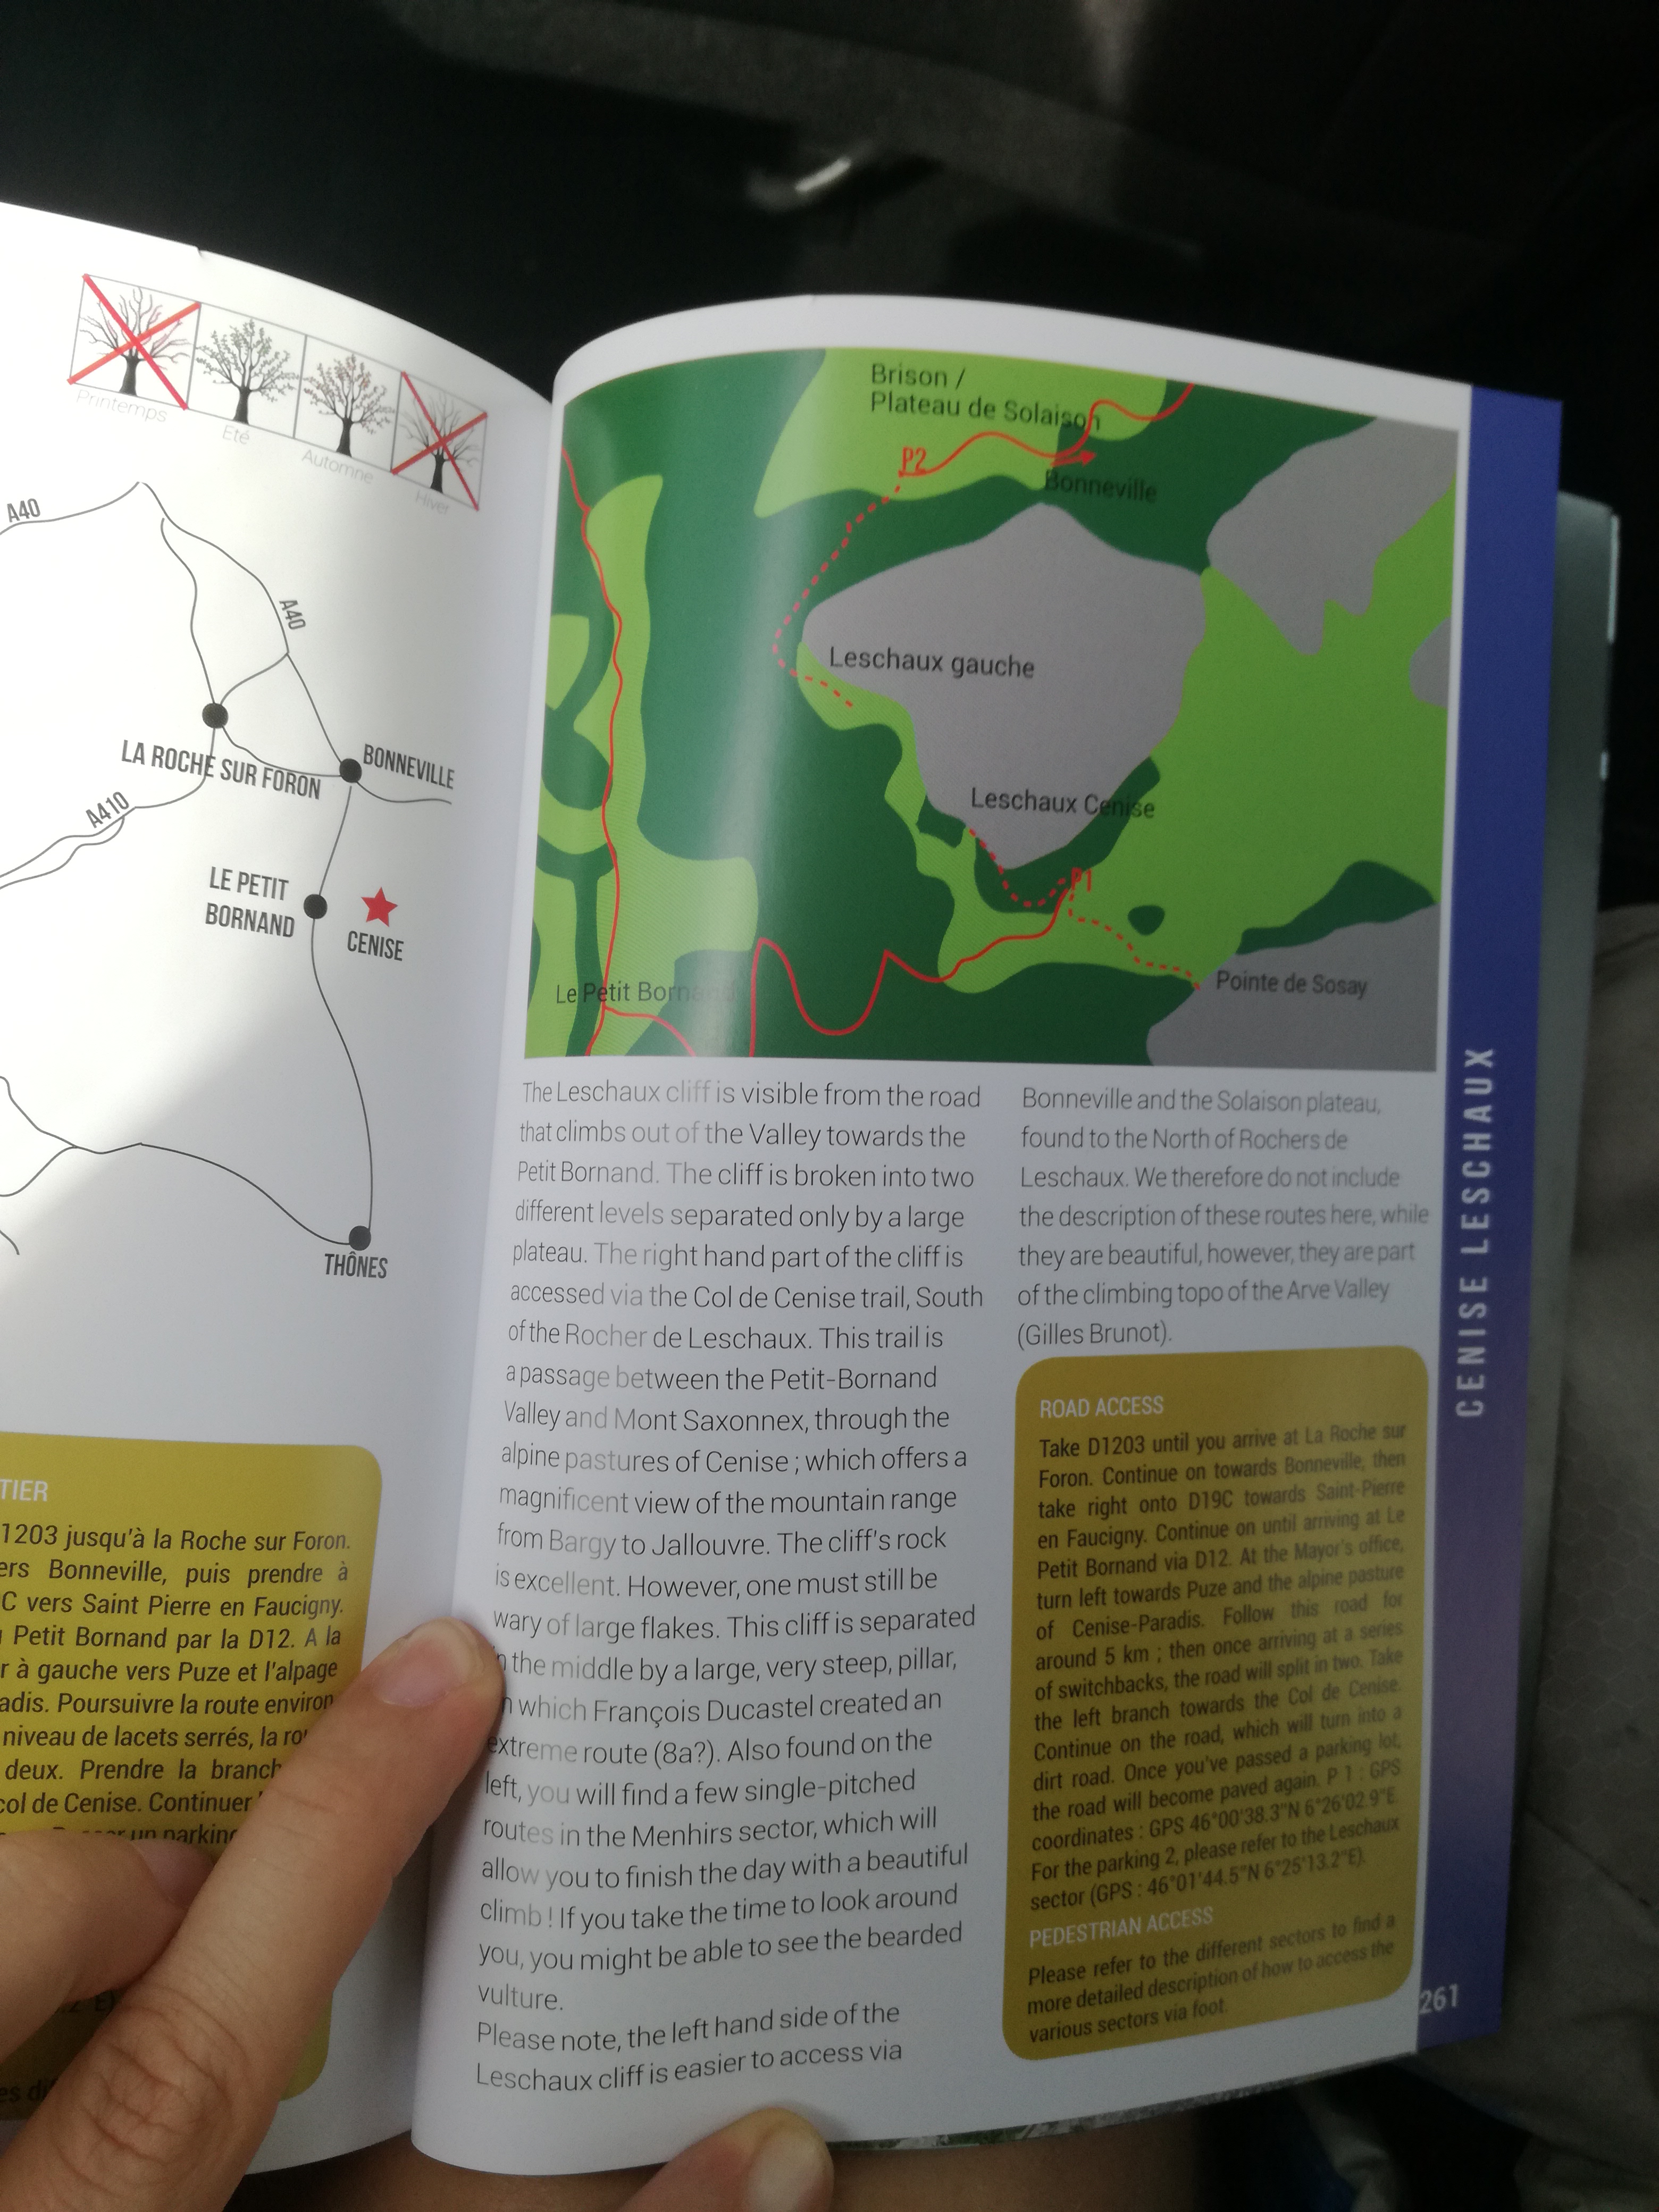 Printemps
Eté
Automne
Hiver
A40
A40
LA ROCHE SUR FORON
BONNEVILLE
A410
LE PETIT
BORNAND
CENISE
THÔNES
TIER
1203 jusqu'à la Roche sur Foron.
ers Bonneville, puis prendre à
C vers Saint Pierre en Faucigny.
Petit Bornand par la D12. A la
r à gauche vers Puze et l'alpage
adis. Poursuivre la route environ
niveau de lacets serrés, la
deux. Prendre la
col de Cenise. Continuer
un parking
Brison /
Plateau de Solaison
P2
Bonneville
Leschaux gauche
Leschaux Cenise
P1
Le Petit Bornand
Pointe de Sosay
The Leschaux cliff is visible from the road
that climbs out of the Valley towards the
Petit Bornand. The cliff is broken into two
different levels separated only by a large
plateau. The right hand part of the cliff is
accessed via the Col de Cenise trail, South
of the Rocher de Leschaux. This trail is
a passage between the Petit-Bornand
Valley and Mont Saxonnex, through the
alpine pastures of Cenise ; which offers a
magnificent view of the mountain range
from Bargy to Jallouvre. The cliff's rock
is excellent. However, one must still be
wary of large flakes. This cliff is separated
in the middle by a large, very steep, pillar,
n which François Ducastel created an
extreme route (8a?). Also found on the
left, you will find a few single-pitched
routes in the Menhirs sector, which will
allow you to finish the day with a beautiful
climb ! If you take the time to look around
you, you might be able to see the bearded
vulture.
Please note, the left hand side of the
Leschaux cliff is easier to access via
Bonneville and the Solaison plateau,
found to the North of Rochers de
Leschaux. We therefore do not include
the description of these routes here, while
they are beautiful, however, they are part
of the climbing topo of the Arve Valley
(Gilles Brunot).
ROAD ACCESS
Take D1203 until you arrive at La Roche sur
Foron. Continue on towards Bonneville, then
take right onto D19C towards Saint-Pierre
en Faucigny. Continue on until arriving at Le
Petit Bornand via D12. At the Mayor's office,
turn left towards Puze and the alpine pasture
of Cenise-Paradis. Follow this road for
around 5 km ; then once arriving at a series
of switchbacks, the road will split in two. Take
the left branch towards the Col de Cenise.
Continue on the road, which will turn into a
dirt road. Once you've passed a parking lot,
the road will become paved again. P 1 : GPS
coordinates : GPS 46°00'38.3"N 6°26'02.9"E.
For the parking 2, please refer to the Leschaux
sector (GPS : 46°01'44.5"N 6°25'13.2"E).
PEDESTRIAN ACCESS
Please refer to the different sectors to find a
more detailed description of how to access the
various sectors via foot.
CENISE LESCHAUX
261